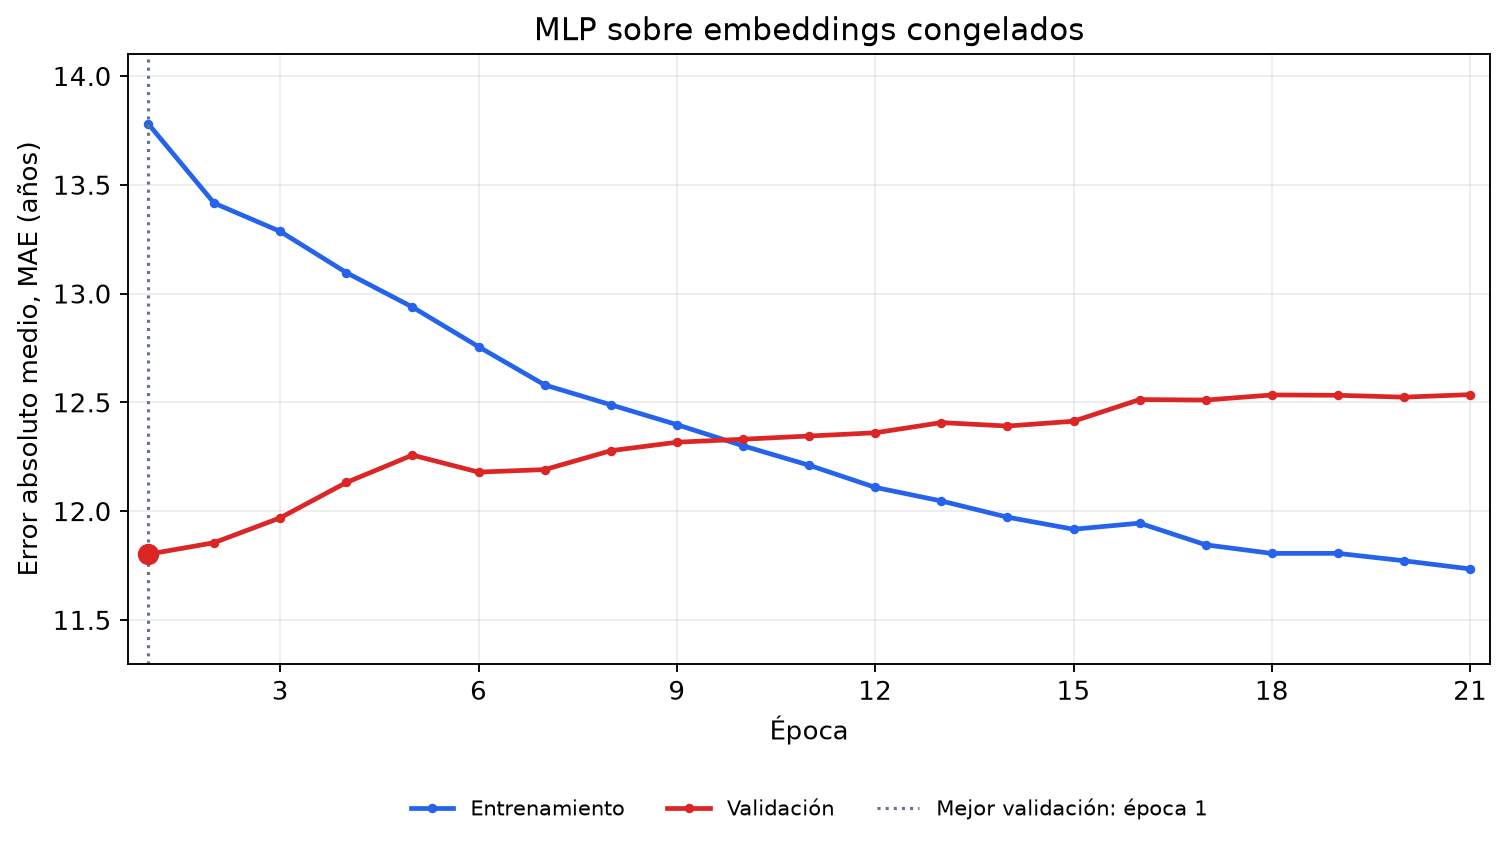 MLP sobre embeddings congelados
Error absoluto medio, MAE (años)
14.0
13.5
13.0
12.5
12.0
11.5
3 6 9 12 15 18 21
Época
Entrenamiento Validación Mejor validación: época 1